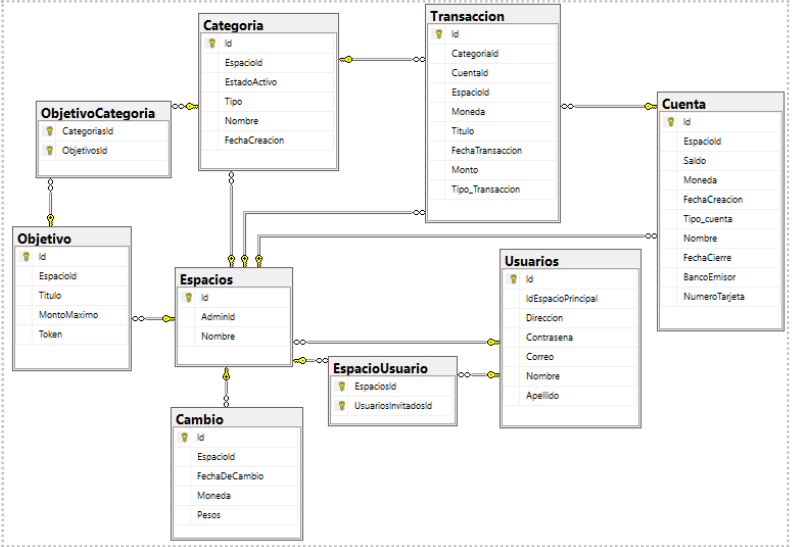 Categoria
Id
EspacioId
EstadoActivo
Tipo
Nombre
FechaCreacion
Transaccion
Id
CategoriaId
CuentaId
EspacioId
Moneda
Titulo
FechaTransaccion
Monto
Tipo_Transaccion
Cuenta
Id
EspacioId
Saldo
Moneda
FechaCreacion
Tipo_cuenta
Nombre
FechaCierre
BancoEmisor
NumeroTarjeta
ObjetivoCategoria
CategoriasId
ObjetivosId
Objetivo
Id
EspacioId
Titulo
MontoMaximo
Token
Espacios
Id
AdminId
Nombre
Usuarios
Id
IdEspacioPrincipal
Direccion
Contrasena
Correo
Nombre
Apellido
EspacioUsuario
EspaciosId
UsuariosInvitadosId
Cambio
Id
EspacioId
FechaDeCambio
Moneda
Pesos